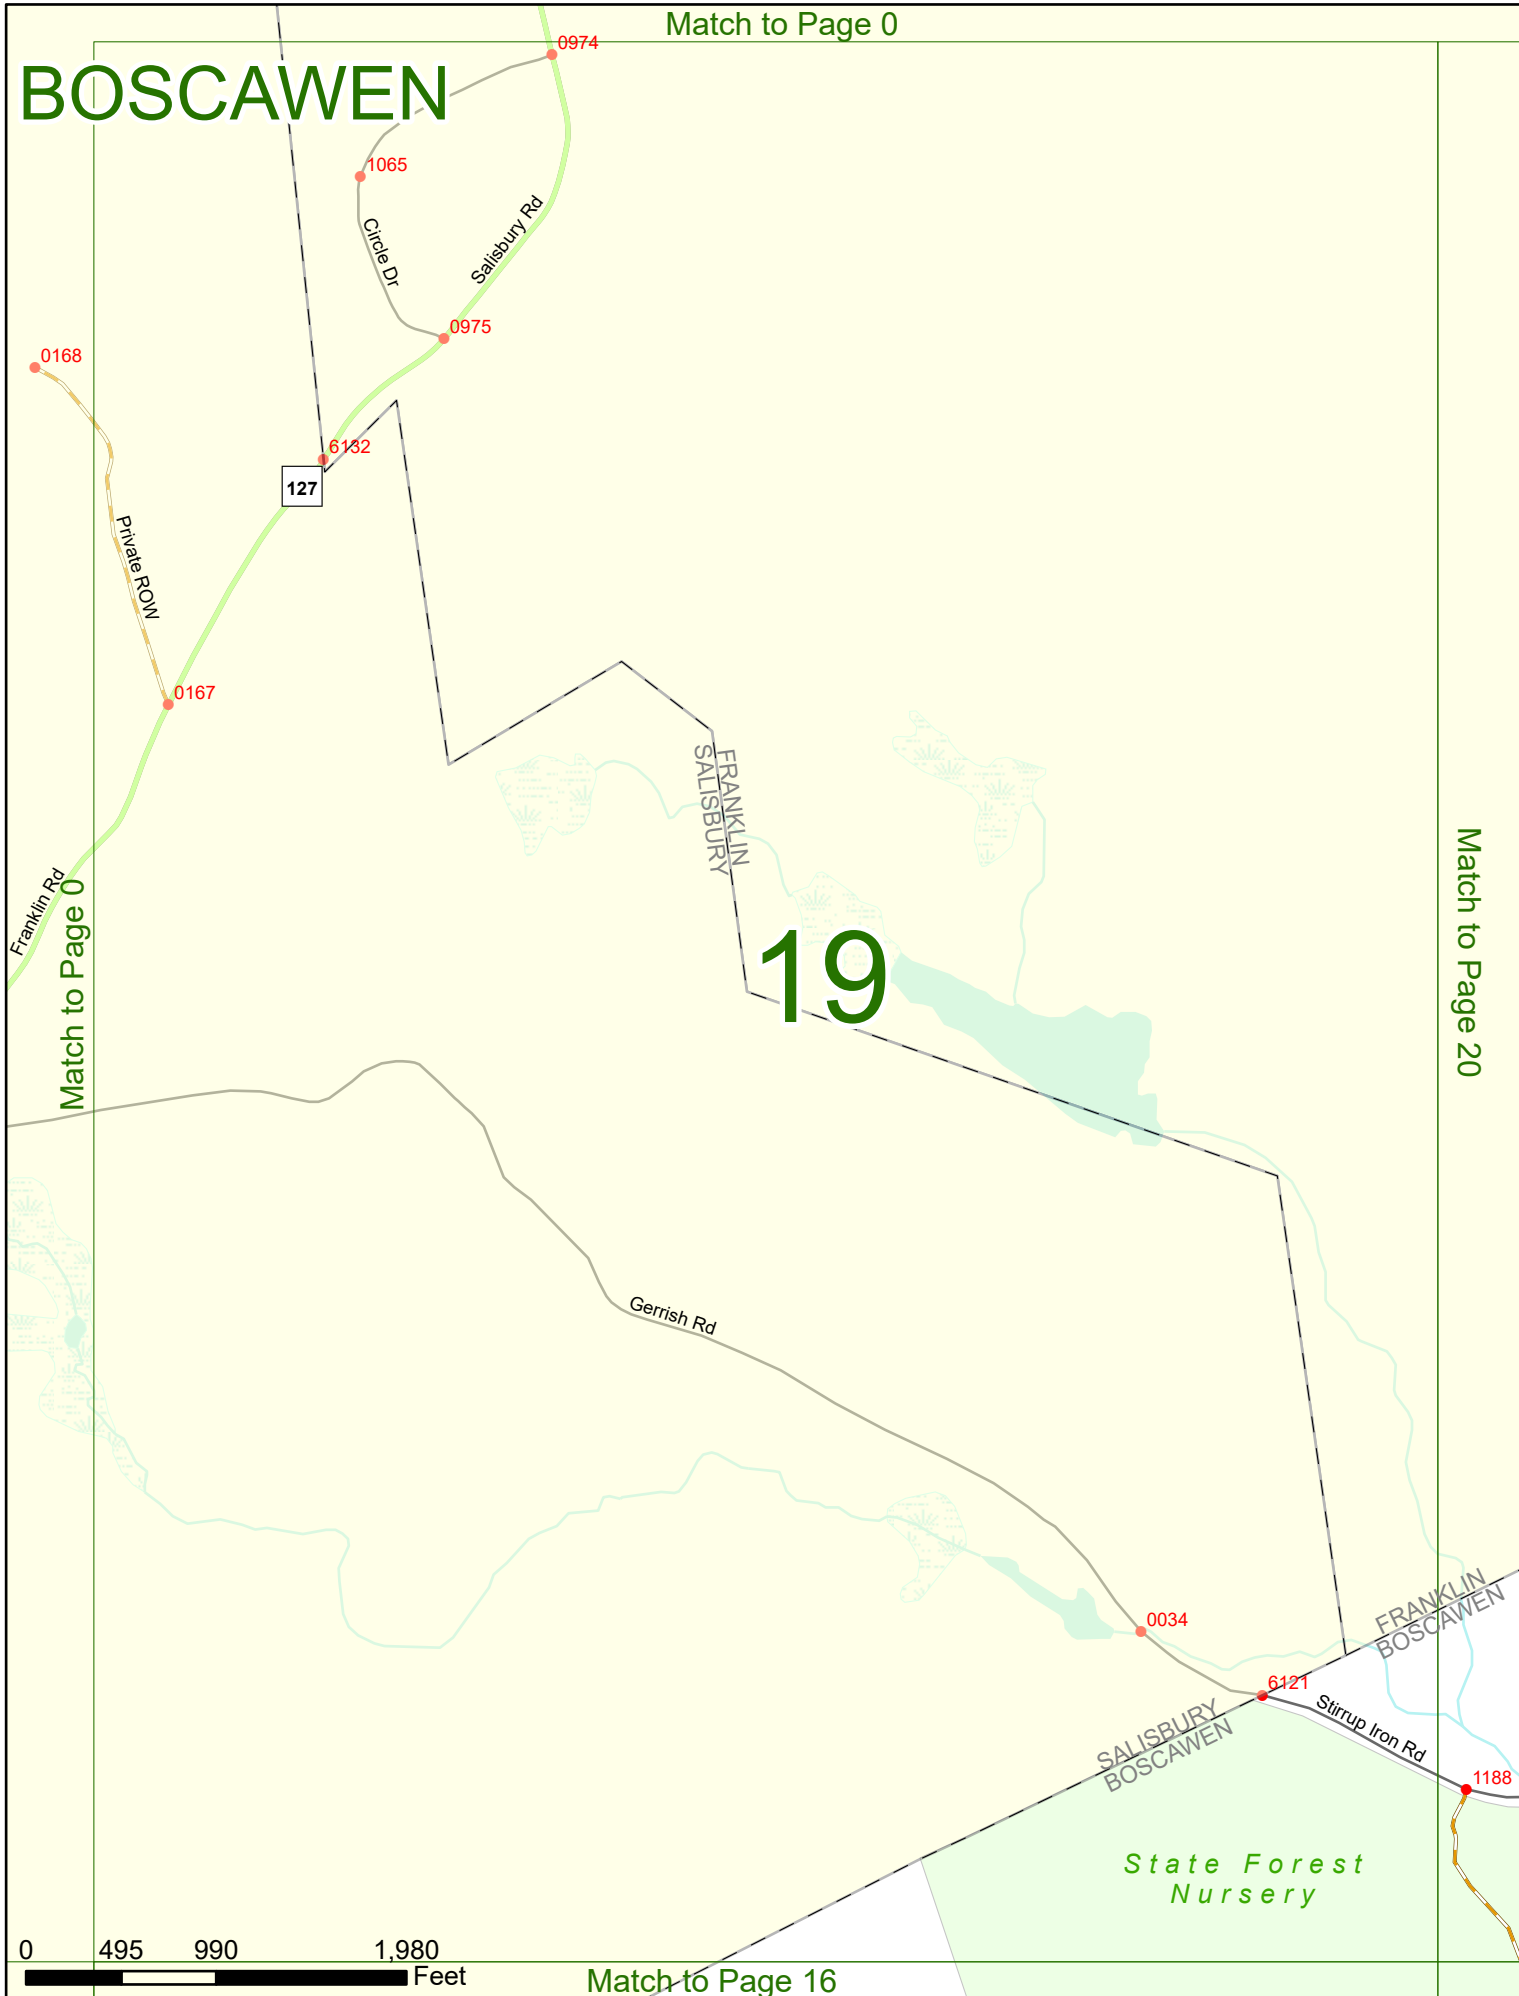 Match to Page 0
BOSCAWEN
0974
1065
Circle Dr
Salisbury Rd
0975
0168
6132
127
Private ROW
0167
FRANKLIN
SALISBURY
Franklin Rd
Match to Page 0
19
Match to Page 20
Gerrish Rd
0034
FRANKLIN
BOSCAWEN
6121
SALISBURY
BOSCAWEN
Stirrup Iron Rd
1188
State Forest
Nursery
0 495 990 1,980
Feet
Match to Page 16